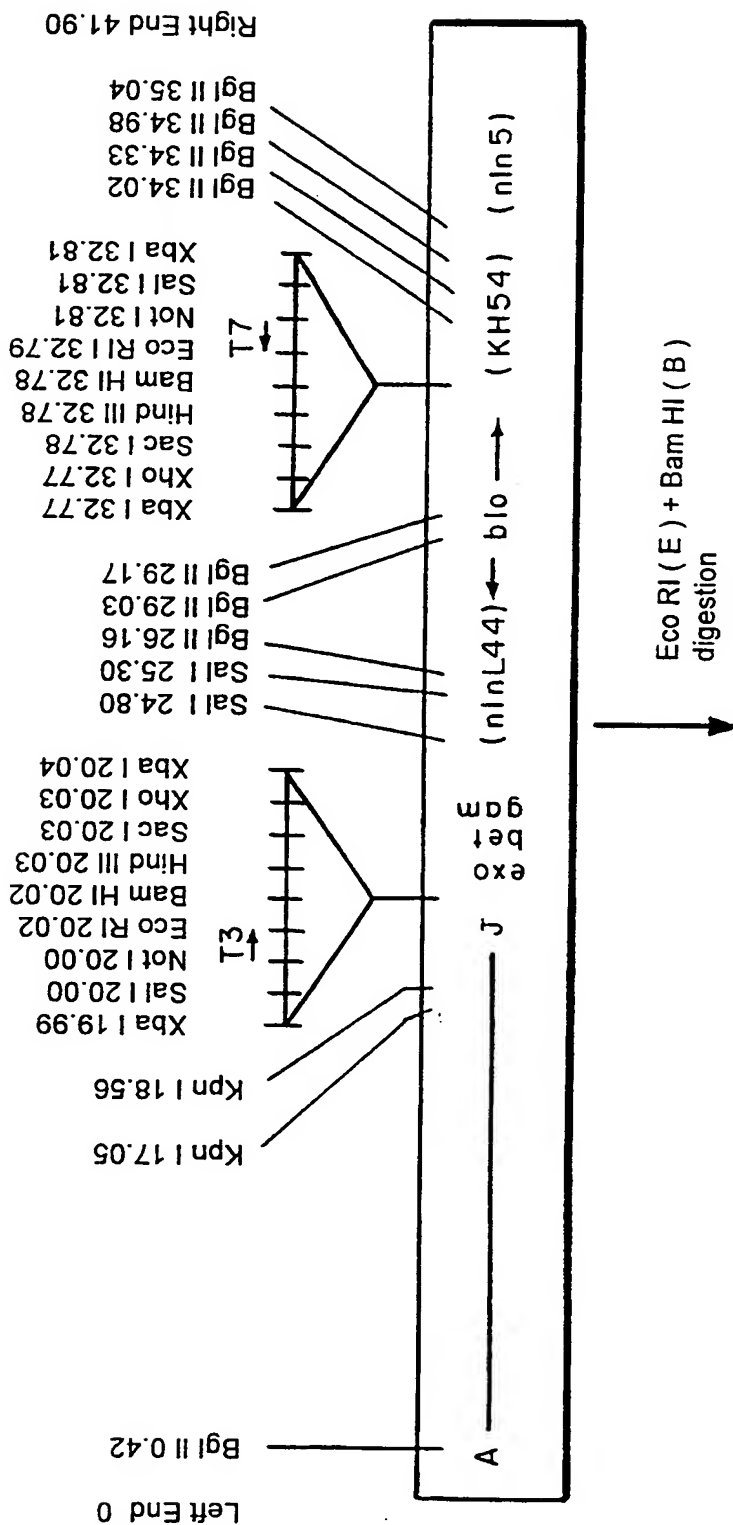 Left End 0
Bgl II 0.42
Kpn I 17.05
Kpn I 18.56
Xba I 19.99
Sal I 20.00
Not I 20.00
Eco RI 20.02
Bam HI 20.02
Hind III 20.03
Sac I 20.03
Xho I 20.03
Xba I 20.04
T3 →
Sal I 24.80
Sal I 25.30
Bgl II 26.16
Bgl II 29.03
Bgl II 29.17
Xba I 32.77
Xho I 32.77
Sac I 32.78
Hind III 32.78
Bam HI 32.78
Eco RI 32.79
Not I 32.81
Sal I 32.81
Xba I 32.81
T7 ←
Bgl II 34.02
Bgl II 34.33
Bgl II 34.98
Bgl II 35.04
Right End 41.90
A J
exo
bet
gam
(nInL44) ← bIo → (KH54) (nIn5)
Eco RI (E) + Bam HI (B)
digestion